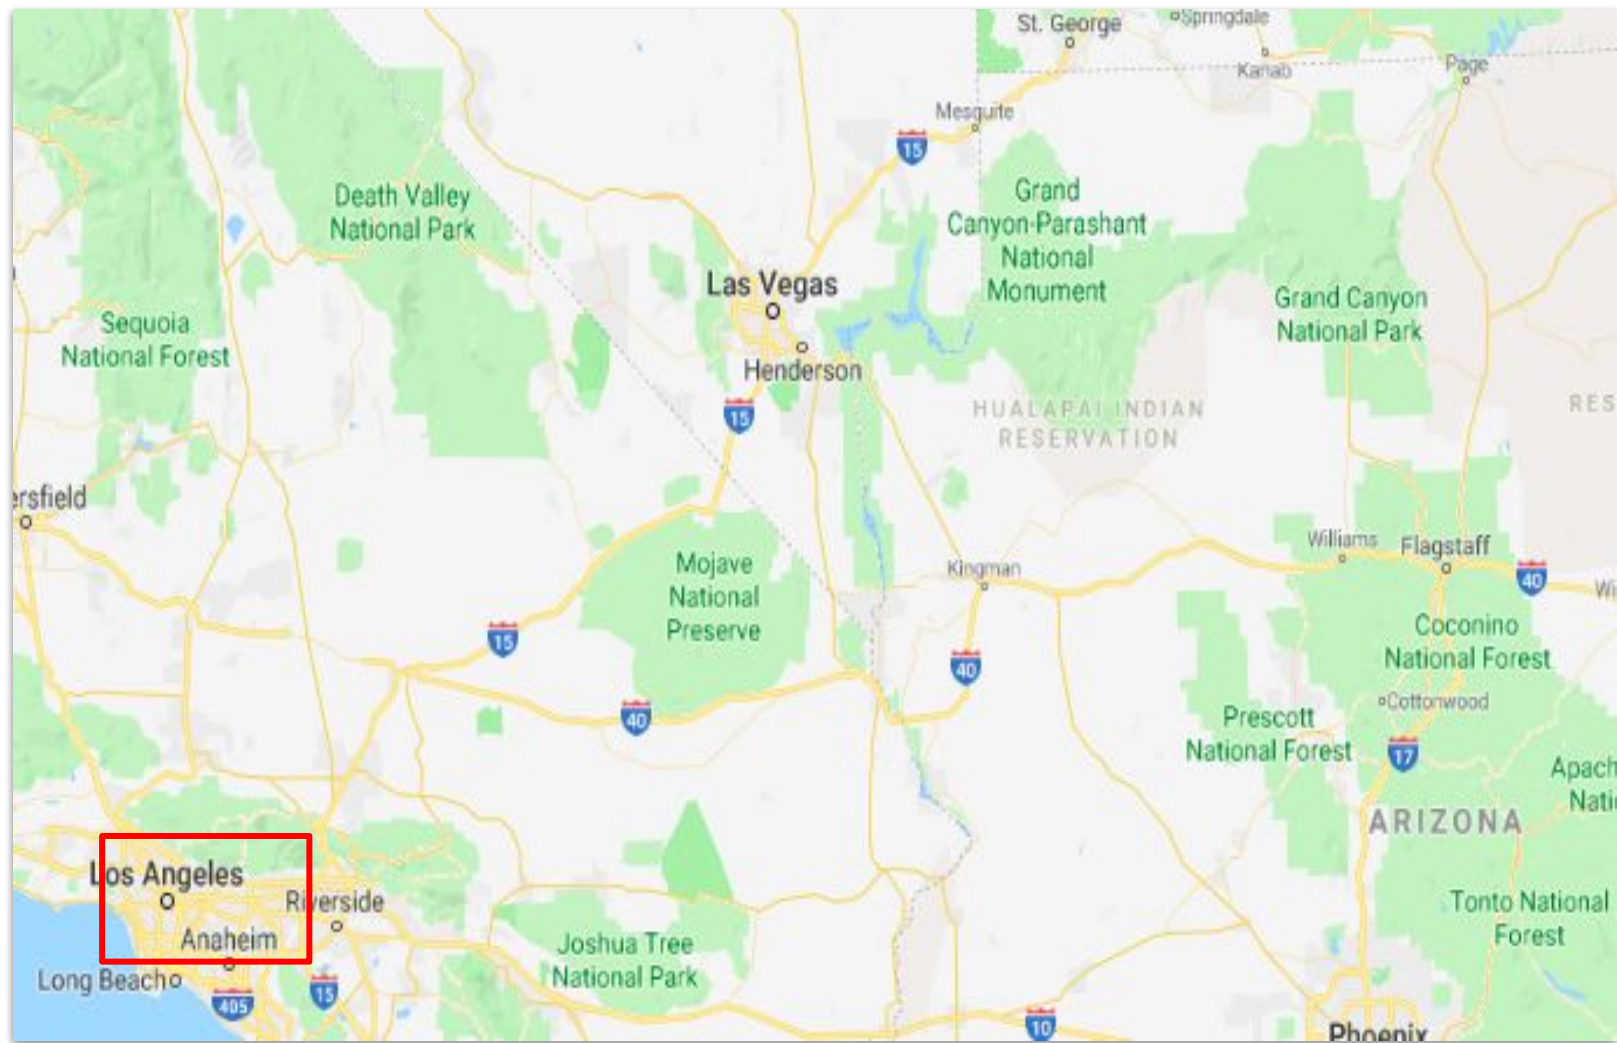 St. George
Springdale
Kanab
Page
Mesquite
15
Death Valley
National Park
Grand
Canyon-Parashant
National
Monument
Las Vegas
Grand Canyon
National Park
Sequoia
National Forest
Henderson
15
HUALAPAI INDIAN
RESERVATION
RES
ersfield
Williams
Flagstaff
Kingman
40
Wi
Mojave
National
Preserve
15
Coconino
National Forest
40
Cottonwood
40
Prescott
National Forest
17
Apach
Natio
ARIZONA
Los Angeles
Riverside
Anaheim
Tonto National
Forest
Joshua Tree
National Park
Long Beach
405
15
10
Phoenix